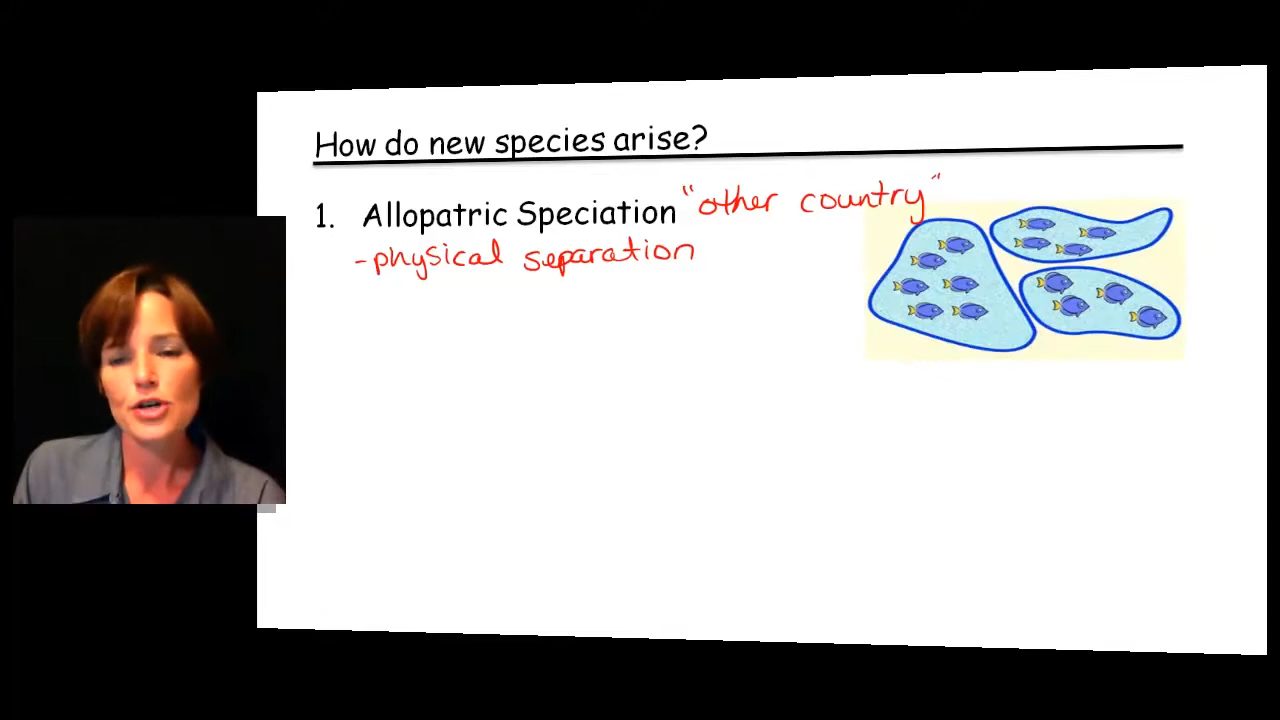 How do new species arise?
1. Allopatric Speciation "other country"
-physical separation